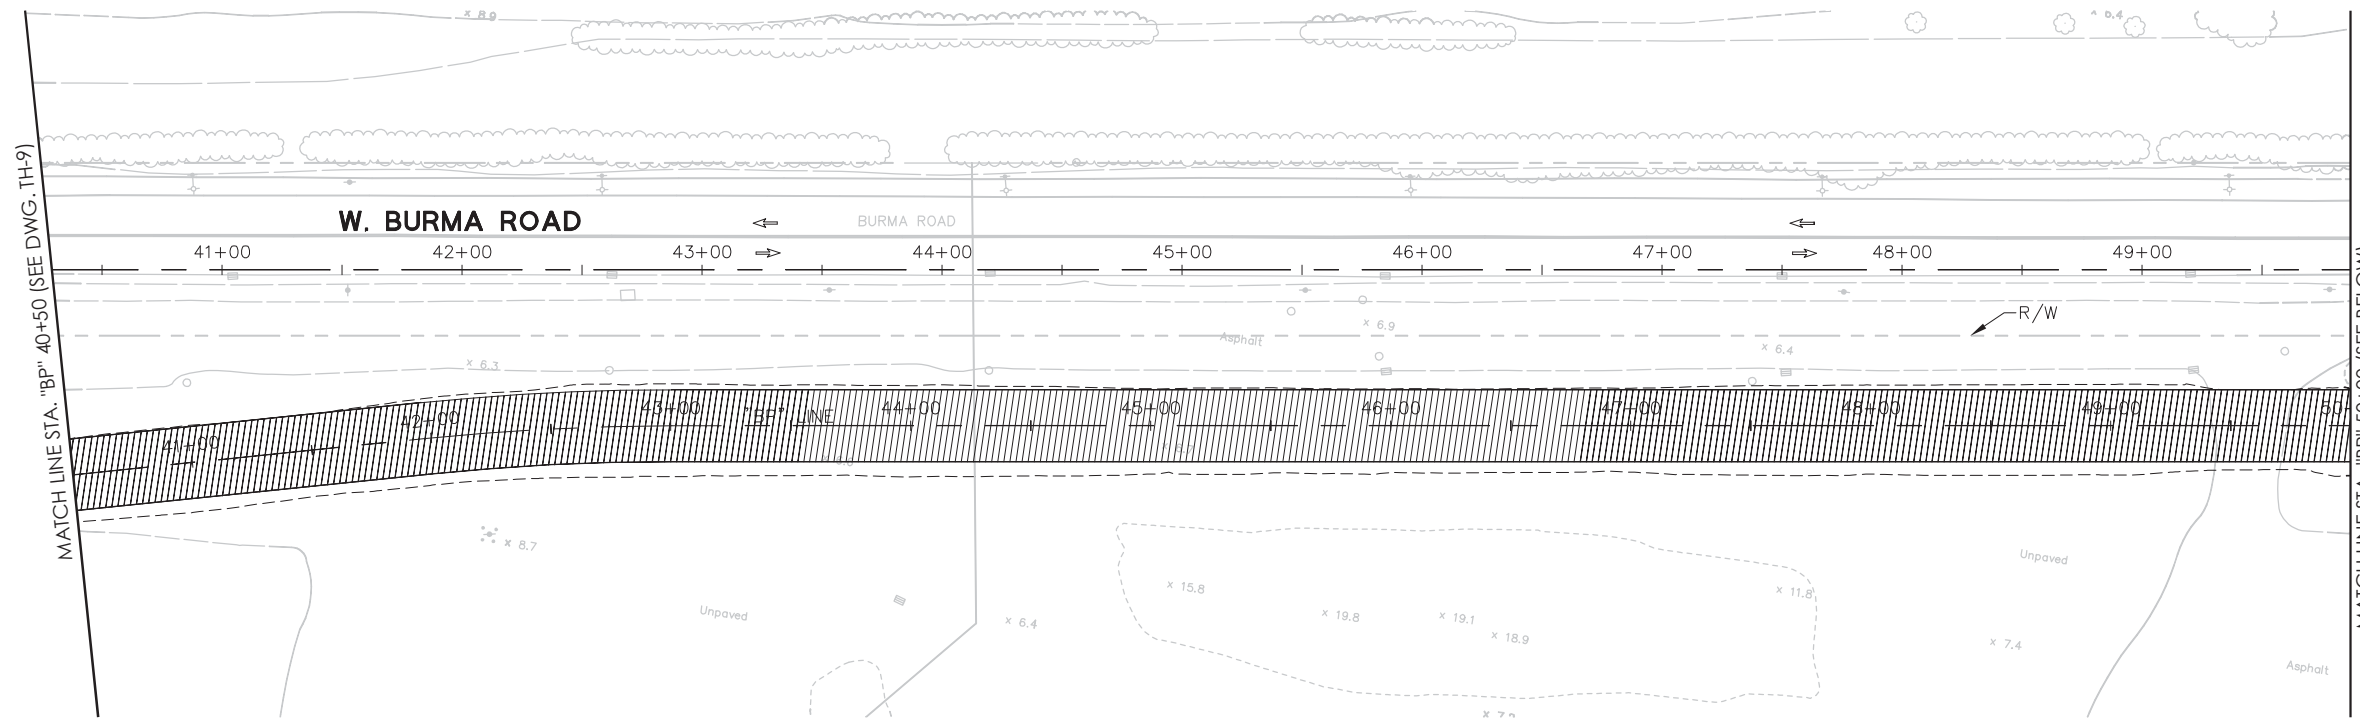 x 8.9
MATCH LINE STA. "BP" 40+50 (SEE DWG. TH-9)
W. BURMA ROAD
BURMA ROAD
41+00 42+00 43+00 44+00 45+00 46+00 47+00 48+00 49+00
R/W
Asphalt
x 6.9
x 6.3
x 6.4
41+00 42+00 43+00 "BP" LINE 44+00 45+00 46+00 47+00 48+00 49+00 50+
x 8.7
Unpaved
x 6.4
x 15.8
x 19.8
x 19.1
x 18.9
x 11.8
Unpaved
x 7.4
Asphalt